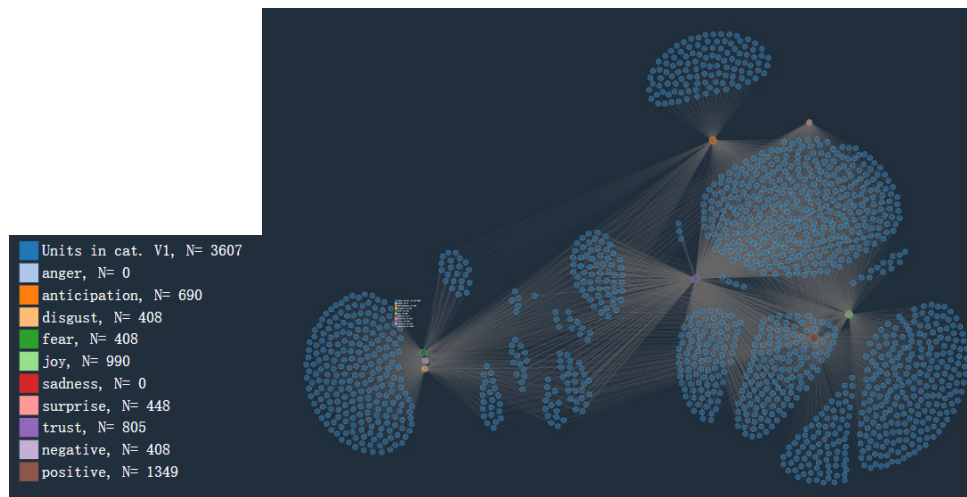 Units in cat. V1, N= 3607
anger, N= 0
anticipation, N= 690
disgust, N= 408
fear, N= 408
joy, N= 990
sadness, N= 0
surprise, N= 448
trust, N= 805
negative, N= 408
positive, N= 1349